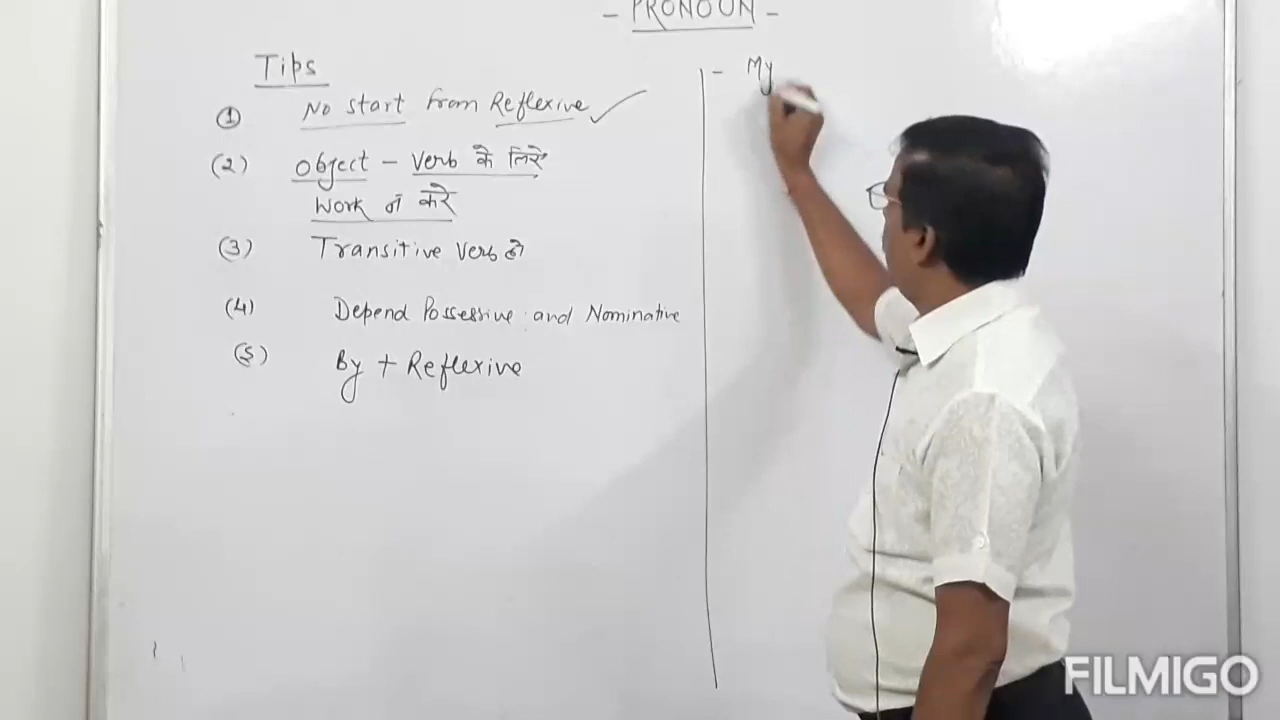 - PRONOUN -
Tips
(1) No start from Reflexive ✓
(2) Object - Verb के लिये
Work न करे
(3) Transitive Verb हो
(4) Depend Possessive and Nominative
(5) By + Reflexive
- My
FILMIGO